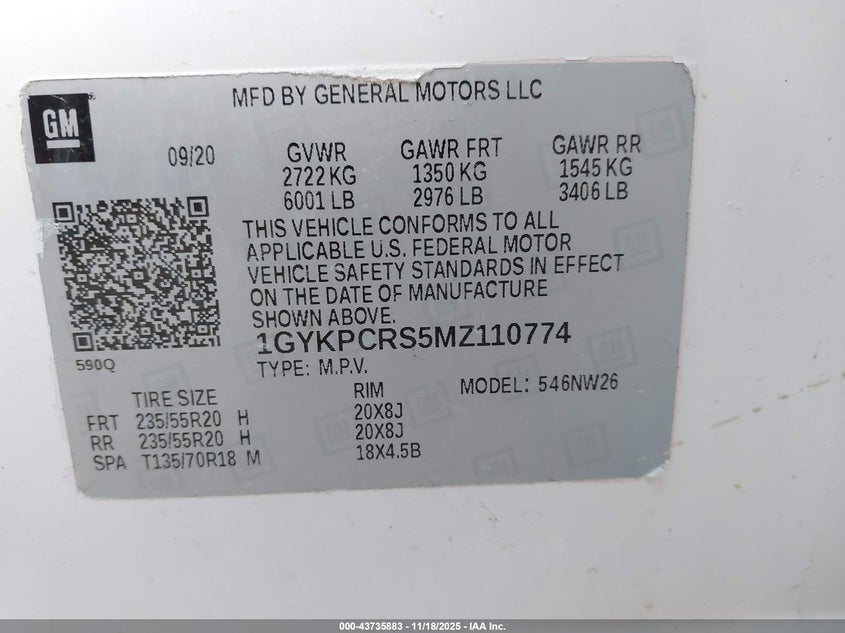 MFD BY GENERAL MOTORS LLC
GM
09/20 GVWR GAWR FRT GAWR RR
2722 KG 1350 KG 1545 KG
6001 LB 2976 LB 3406 LB
THIS VEHICLE CONFORMS TO ALL
APPLICABLE U.S. FEDERAL MOTOR
VEHICLE SAFETY STANDARDS IN EFFECT
ON THE DATE OF MANUFACTURE
SHOWN ABOVE.
1GYKPCRS5MZ110774
590Q
TYPE: M.P.V.
TIRE SIZE RIM MODEL: 546NW26
FRT 235/55R20 H 20X8J
RR 235/55R20 H 20X8J
SPA T135/70R18 M 18X4.5B
000-43735883 - 11/18/2025 - IAA Inc.